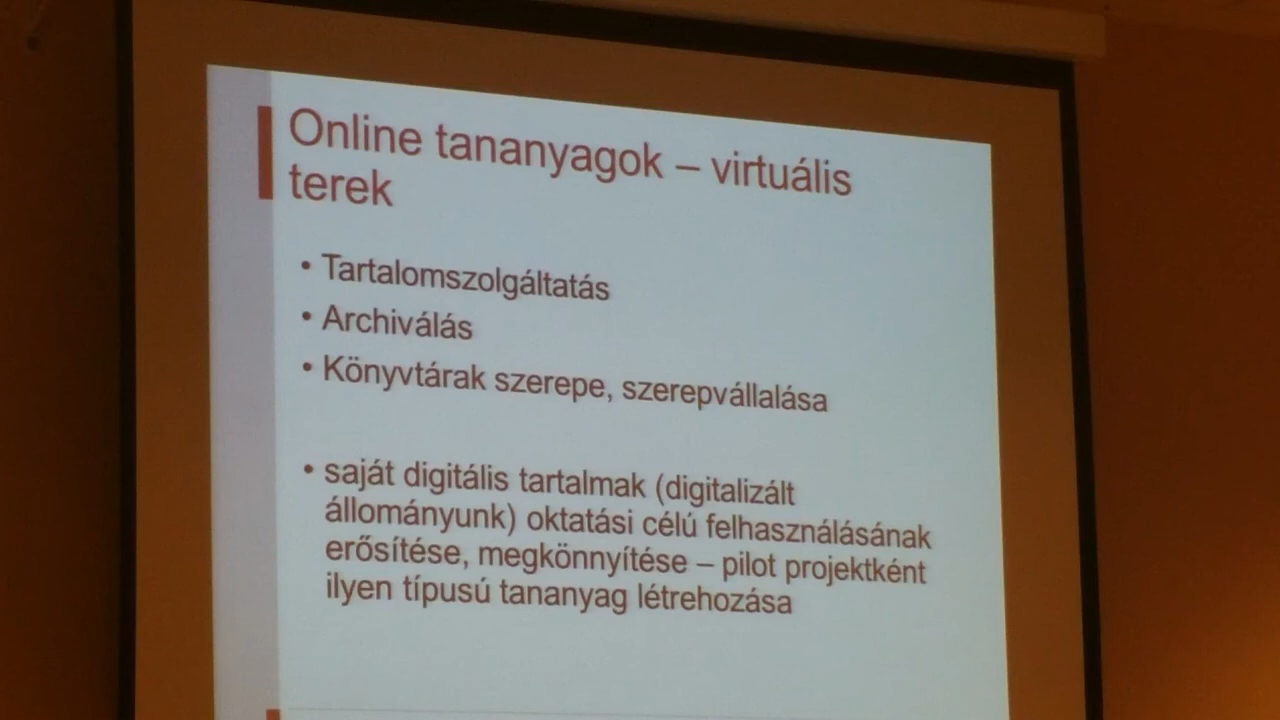 Online tananyagok – virtuális
terek
• Tartalomszolgáltatás
• Archiválás
• Könyvtárak szerepe, szerepvállalása
• saját digitális tartalmak (digitalizált
állományunk) oktatási célú felhasználásának
erősítése, megkönnyítése – pilot projektként
ilyen típusú tananyag létrehozása